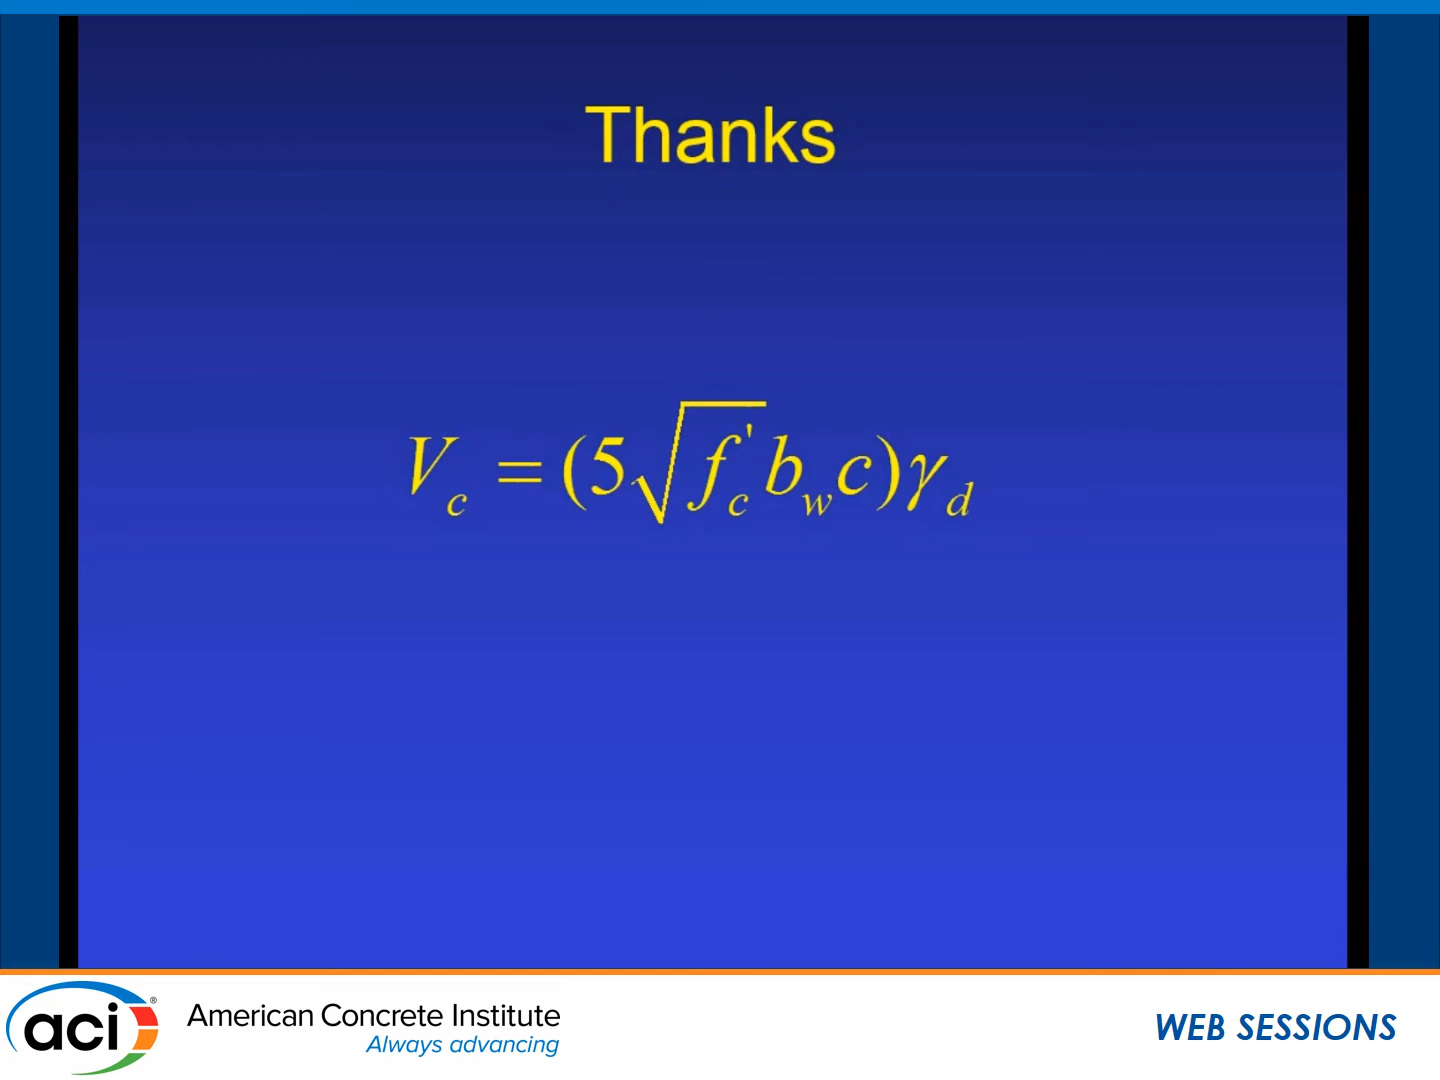 Thanks
V_c = (5√f'_c b_w c)γ_d
aci®
American Concrete Institute
Always advancing
WEB SESSIONS